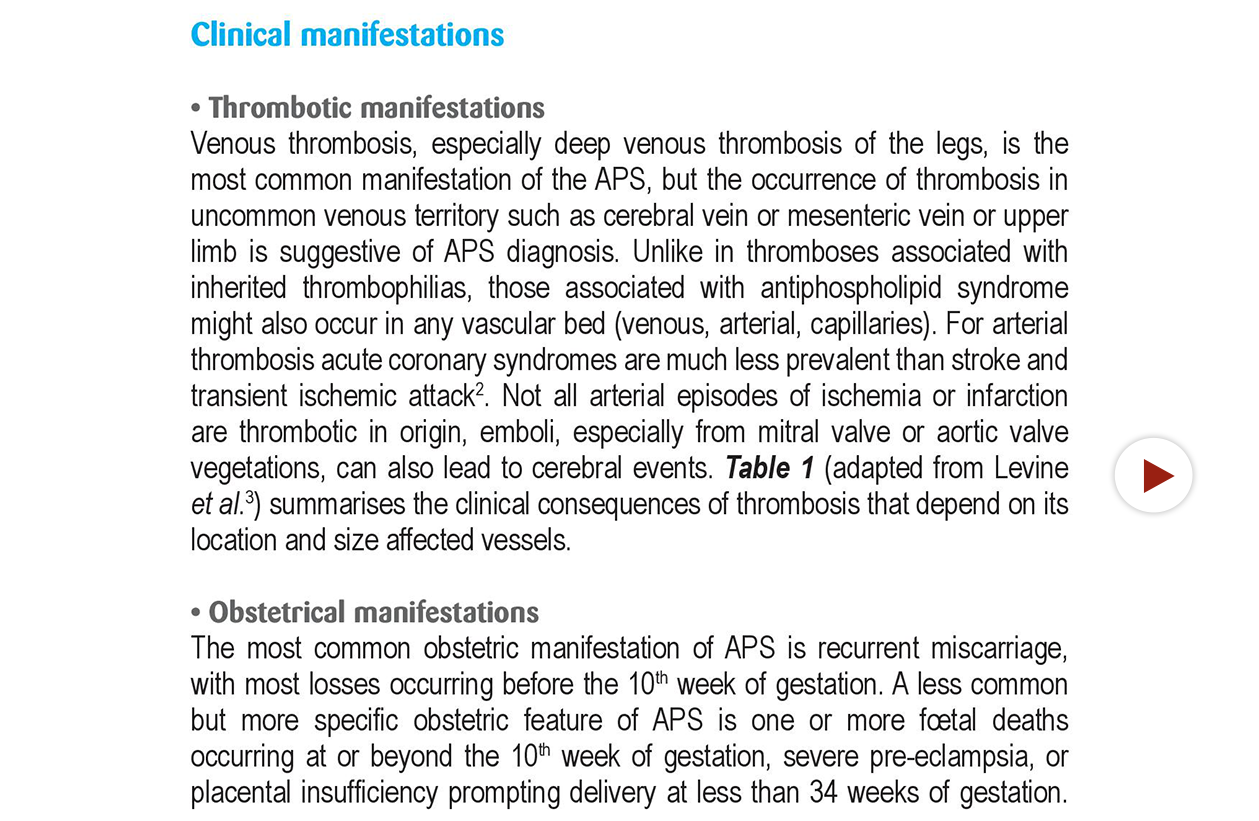 Clinical manifestations
• Thrombotic manifestations
Venous thrombosis, especially deep venous thrombosis of the legs, is the
most common manifestation of the APS, but the occurrence of thrombosis in
uncommon venous territory such as cerebral vein or mesenteric vein or upper
limb is suggestive of APS diagnosis. Unlike in thromboses associated with
inherited thrombophilias, those associated with antiphospholipid syndrome
might also occur in any vascular bed (venous, arterial, capillaries). For arterial
thrombosis acute coronary syndromes are much less prevalent than stroke and
transient ischemic attack². Not all arterial episodes of ischemia or infarction
are thrombotic in origin, emboli, especially from mitral valve or aortic valve
vegetations, can also lead to cerebral events. Table 1 (adapted from Levine
et al.³) summarises the clinical consequences of thrombosis that depend on its
location and size affected vessels.
• Obstetrical manifestations
The most common obstetric manifestation of APS is recurrent miscarriage,
with most losses occurring before the 10th week of gestation. A less common
but more specific obstetric feature of APS is one or more fœtal deaths
occurring at or beyond the 10th week of gestation, severe pre-eclampsia, or
placental insufficiency prompting delivery at less than 34 weeks of gestation.